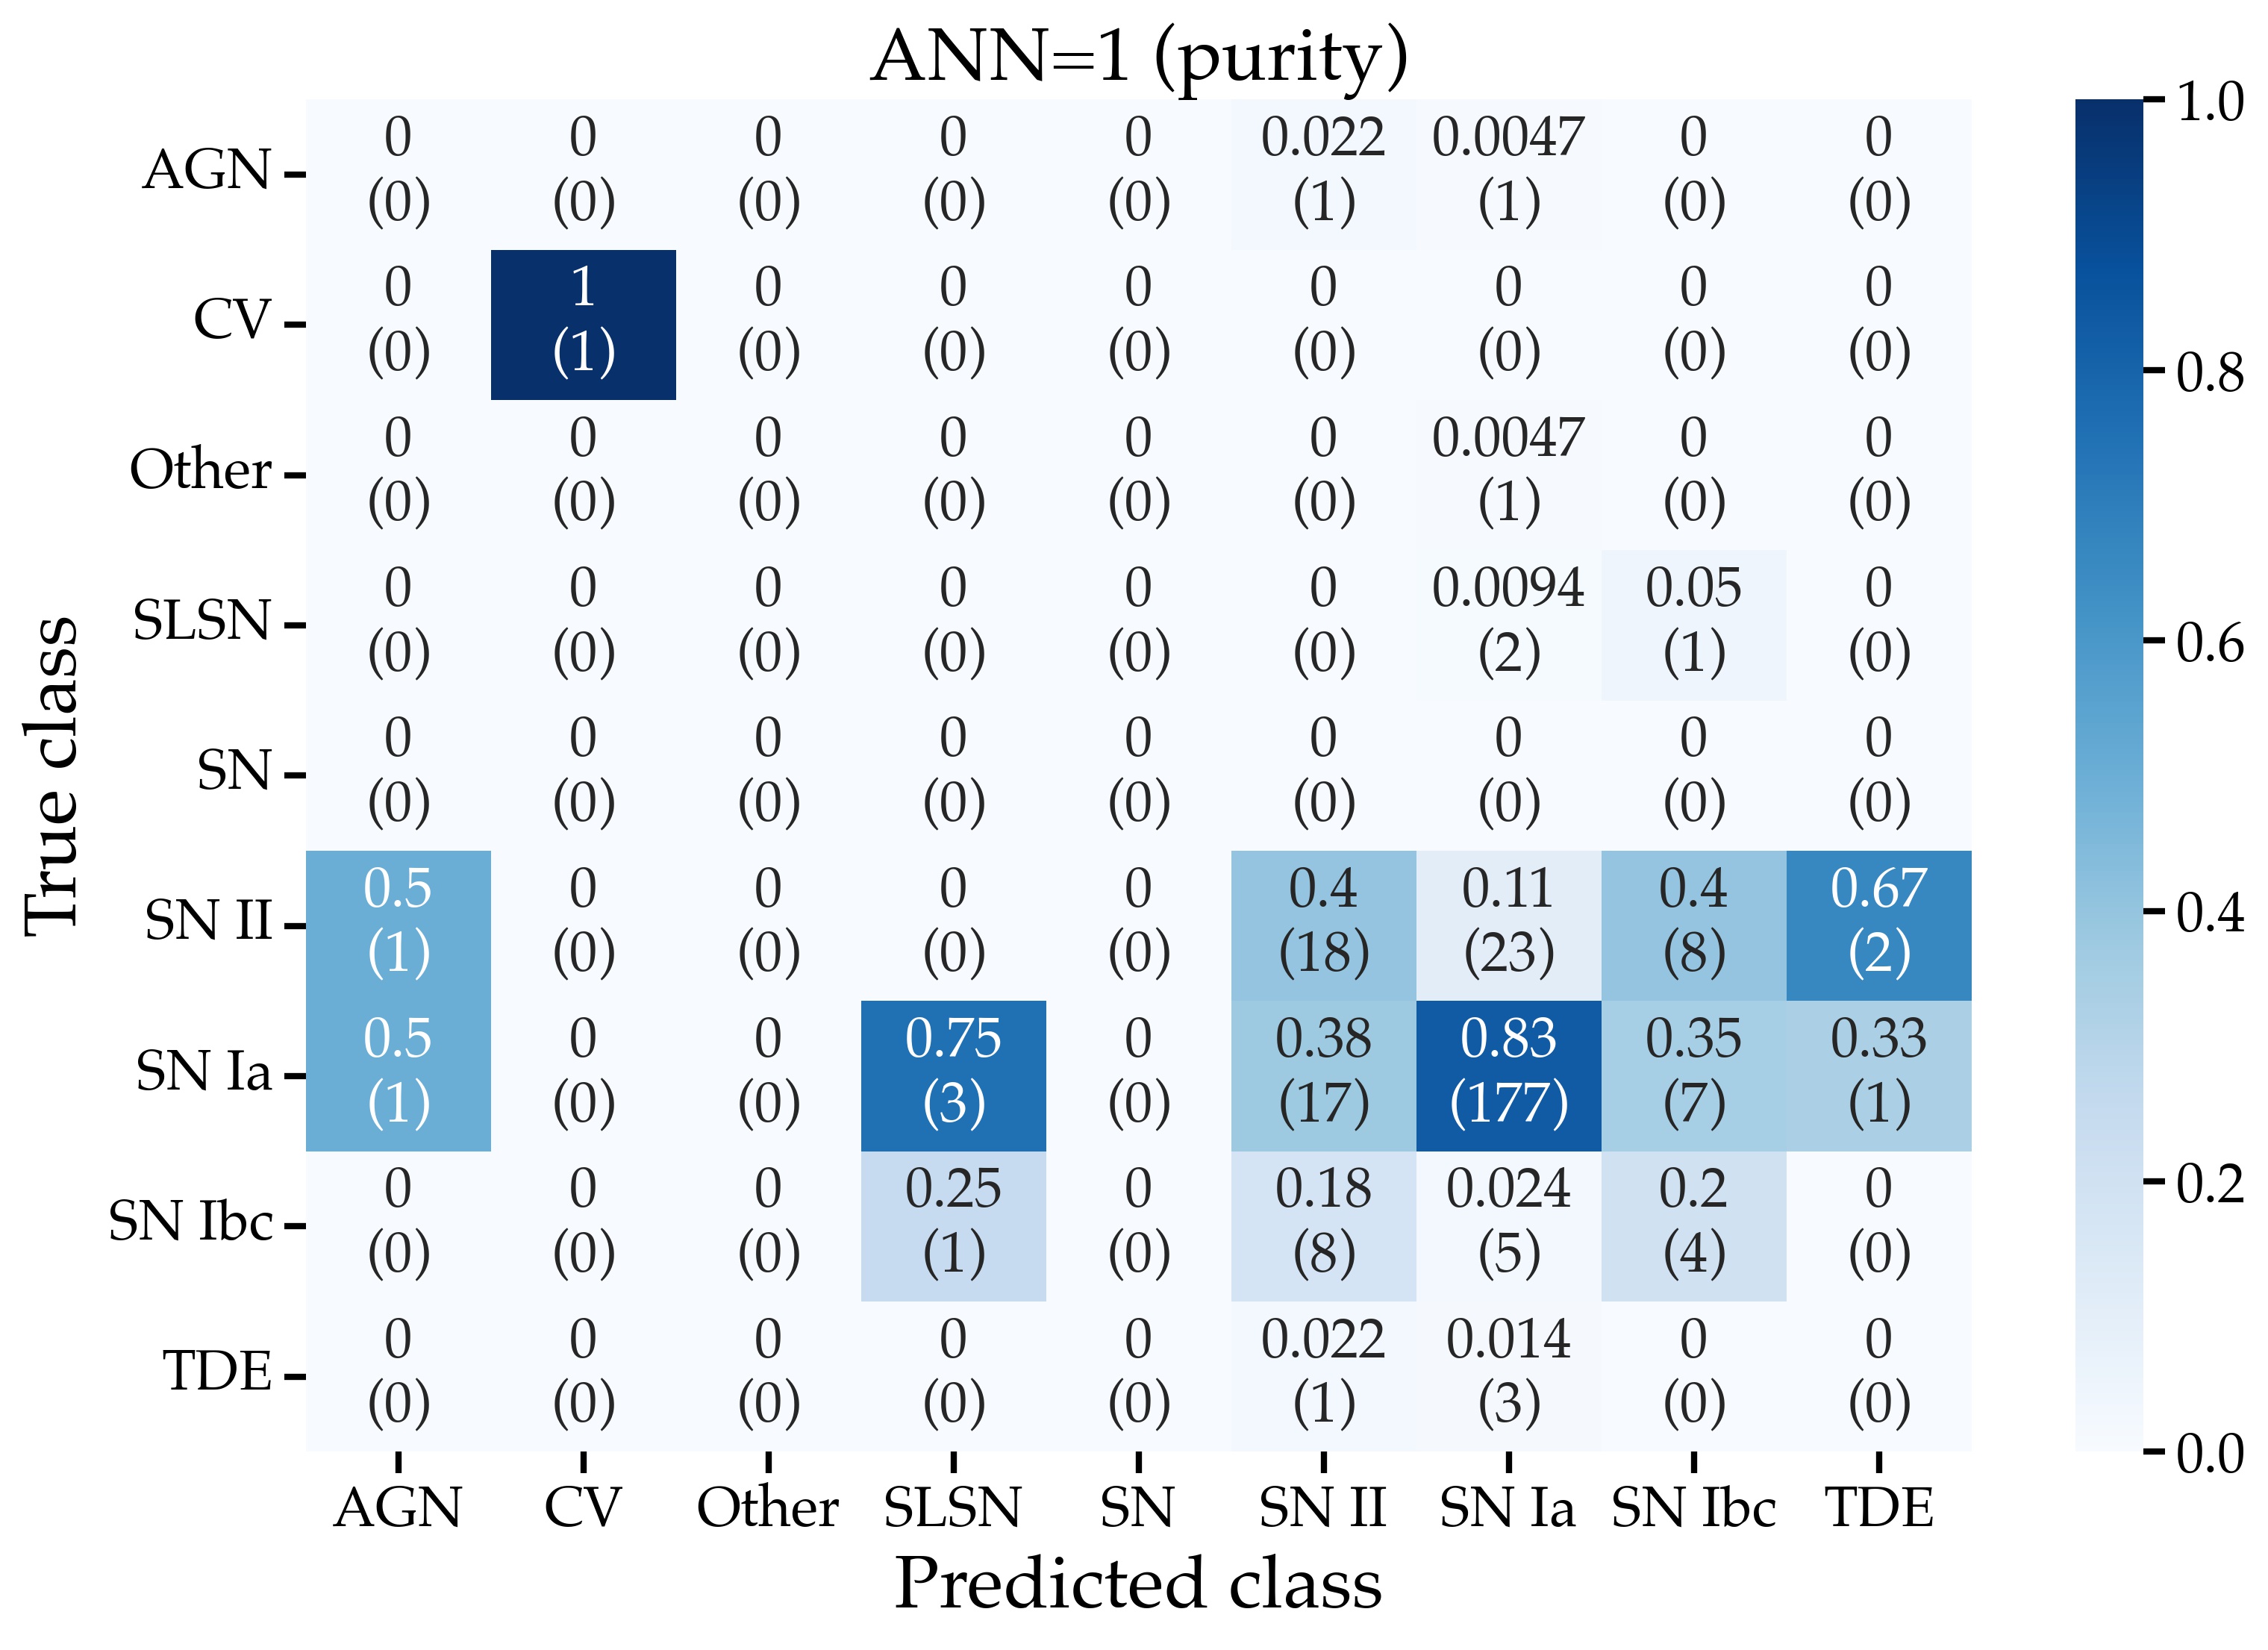 ANN=1 (purity)
AGN 0 0 0 0 0 0.022 0.0047 0 0
(0) (0) (0) (0) (0) (1) (1) (0) (0)
CV 0 1 0 0 0 0 0 0 0
(0) (1) (0) (0) (0) (0) (0) (0) (0)
Other 0 0 0 0 0 0 0.0047 0 0
(0) (0) (0) (0) (0) (0) (1) (0) (0)
SLSN 0 0 0 0 0 0 0.0094 0.05 0
(0) (0) (0) (0) (0) (0) (2) (1) (0)
SN 0 0 0 0 0 0 0 0 0
(0) (0) (0) (0) (0) (0) (0) (0) (0)
SN II 0.5 0 0 0 0 0.4 0.11 0.4 0.67
(1) (0) (0) (0) (0) (18) (23) (8) (2)
SN Ia 0.5 0 0 0.75 0 0.38 0.83 0.35 0.33
(1) (0) (0) (3) (0) (17) (177) (7) (1)
SN Ibc 0 0 0 0.25 0 0.18 0.024 0.2 0
(0) (0) (0) (1) (0) (8) (5) (4) (0)
TDE 0 0 0 0 0 0.022 0.014 0 0
(0) (0) (0) (0) (0) (1) (3) (0) (0)
AGN CV Other SLSN SN SN II SN Ia SN Ibc TDE
Predicted class
True class
1.0
0.8
0.6
0.4
0.2
0.0